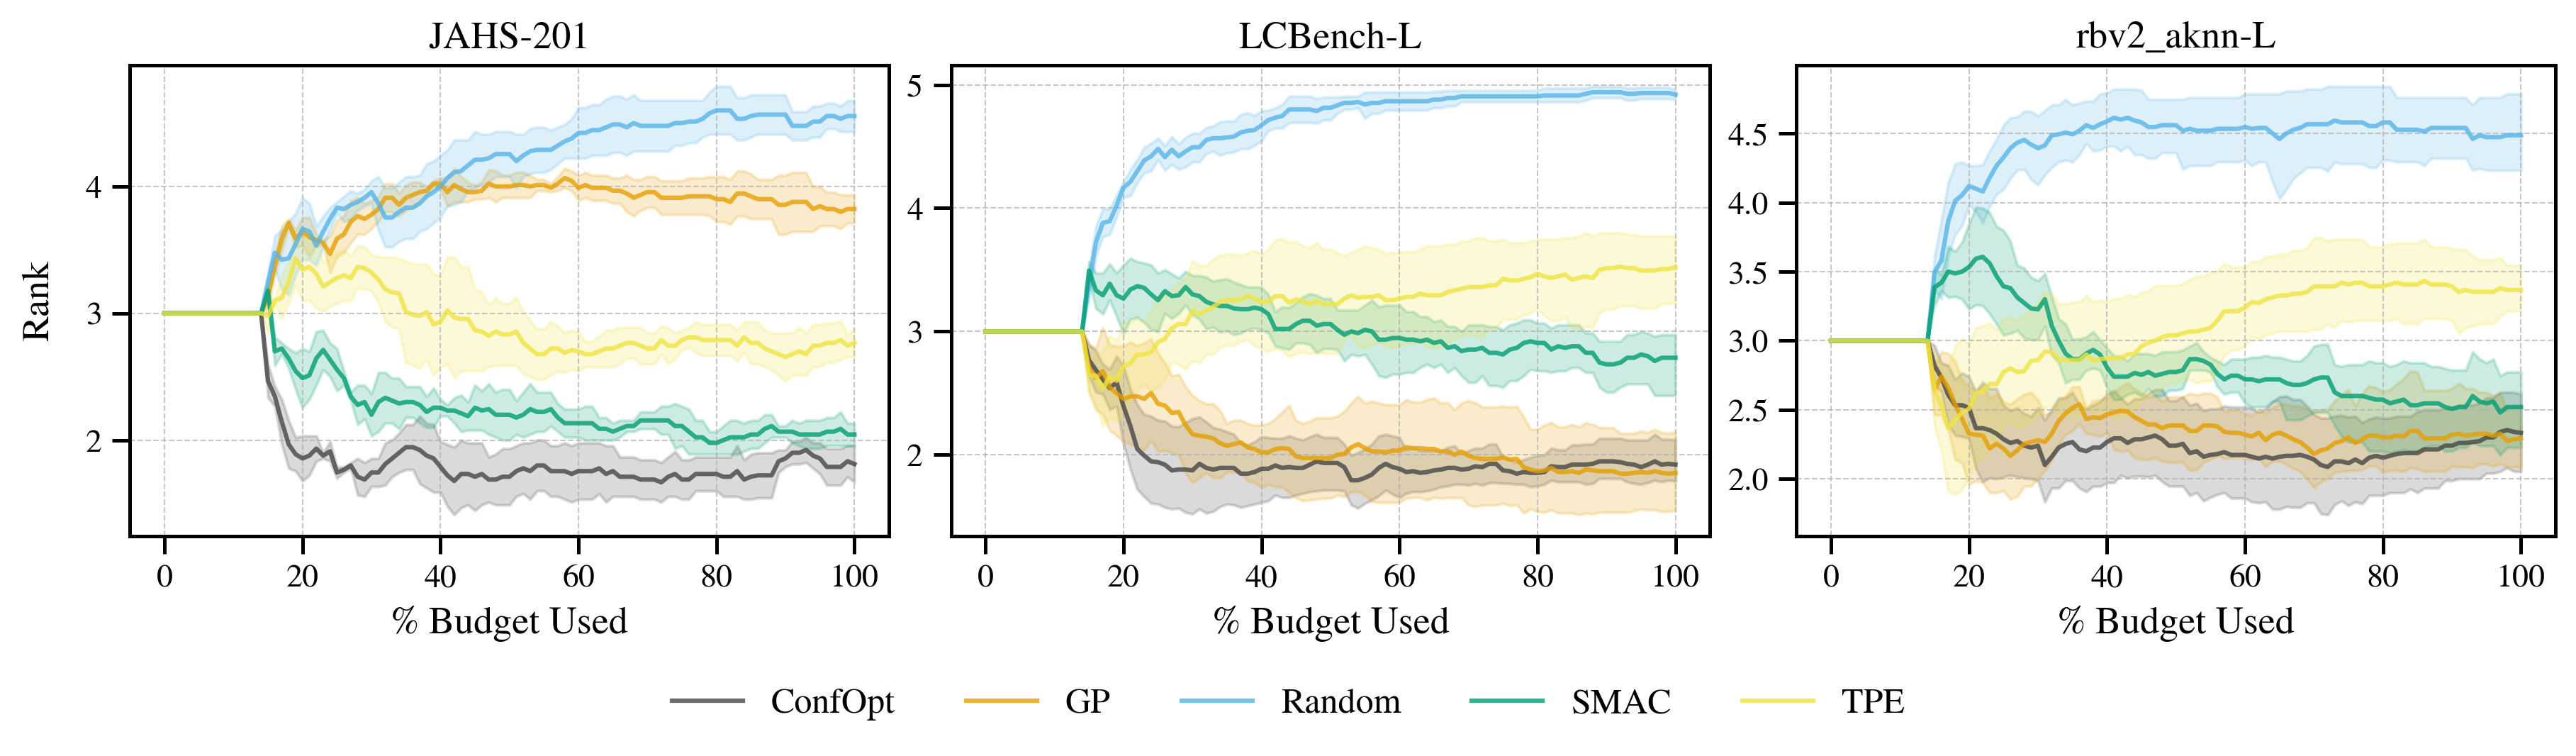 JAHS-201
LCBench-L
rbv2_aknn-L
Rank
4
3
2
0 20 40 60 80 100
% Budget Used
5
4
3
2
0 20 40 60 80 100
% Budget Used
4.5
4.0
3.5
3.0
2.5
2.0
0 20 40 60 80 100
% Budget Used
ConfOpt GP Random SMAC TPE